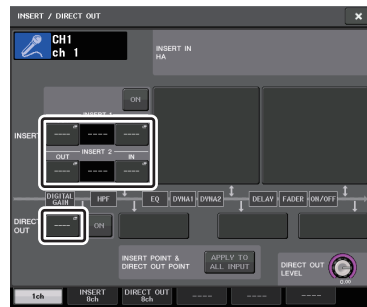 INSERT / DIRECT OUT
CH1
ch 1
INSERT IN
HA
ON
INSERT 1
INSERT
---- ---- ----
INSERT 2
OUT IN
---- ---- ----
DIGITAL GAIN HPF EQ DYNA1 DYNA2 DELAY FADER ON/OFF
DIRECT OUT
----
ON
INSERT POINT &
DIRECT OUT POINT
APPLY TO
ALL INPUT
DIRECT OUT
LEVEL
0.00
1ch
INSERT
8ch
DIRECT OUT
8ch
---- ---- ----